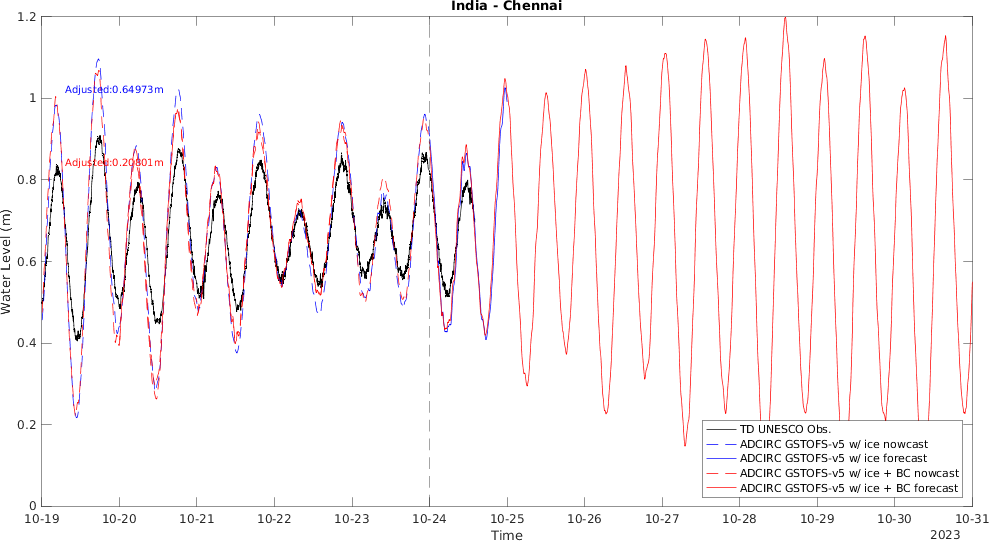 India - Chennai
1.2
1
0.8
0.6
0.4
0.2
0
Water Level (m)
Adjusted:0.64973m
Adjusted:0.20801m
10-19 10-20 10-21 10-22 10-23 10-24 10-25 10-26 10-27 10-28 10-29 10-30 10-31
Time
2023
TD UNESCO Obs.
ADCIRC GSTOFS-v5 w/ ice nowcast
ADCIRC GSTOFS-v5 w/ ice forecast
ADCIRC GSTOFS-v5 w/ ice + BC nowcast
ADCIRC GSTOFS-v5 w/ ice + BC forecast